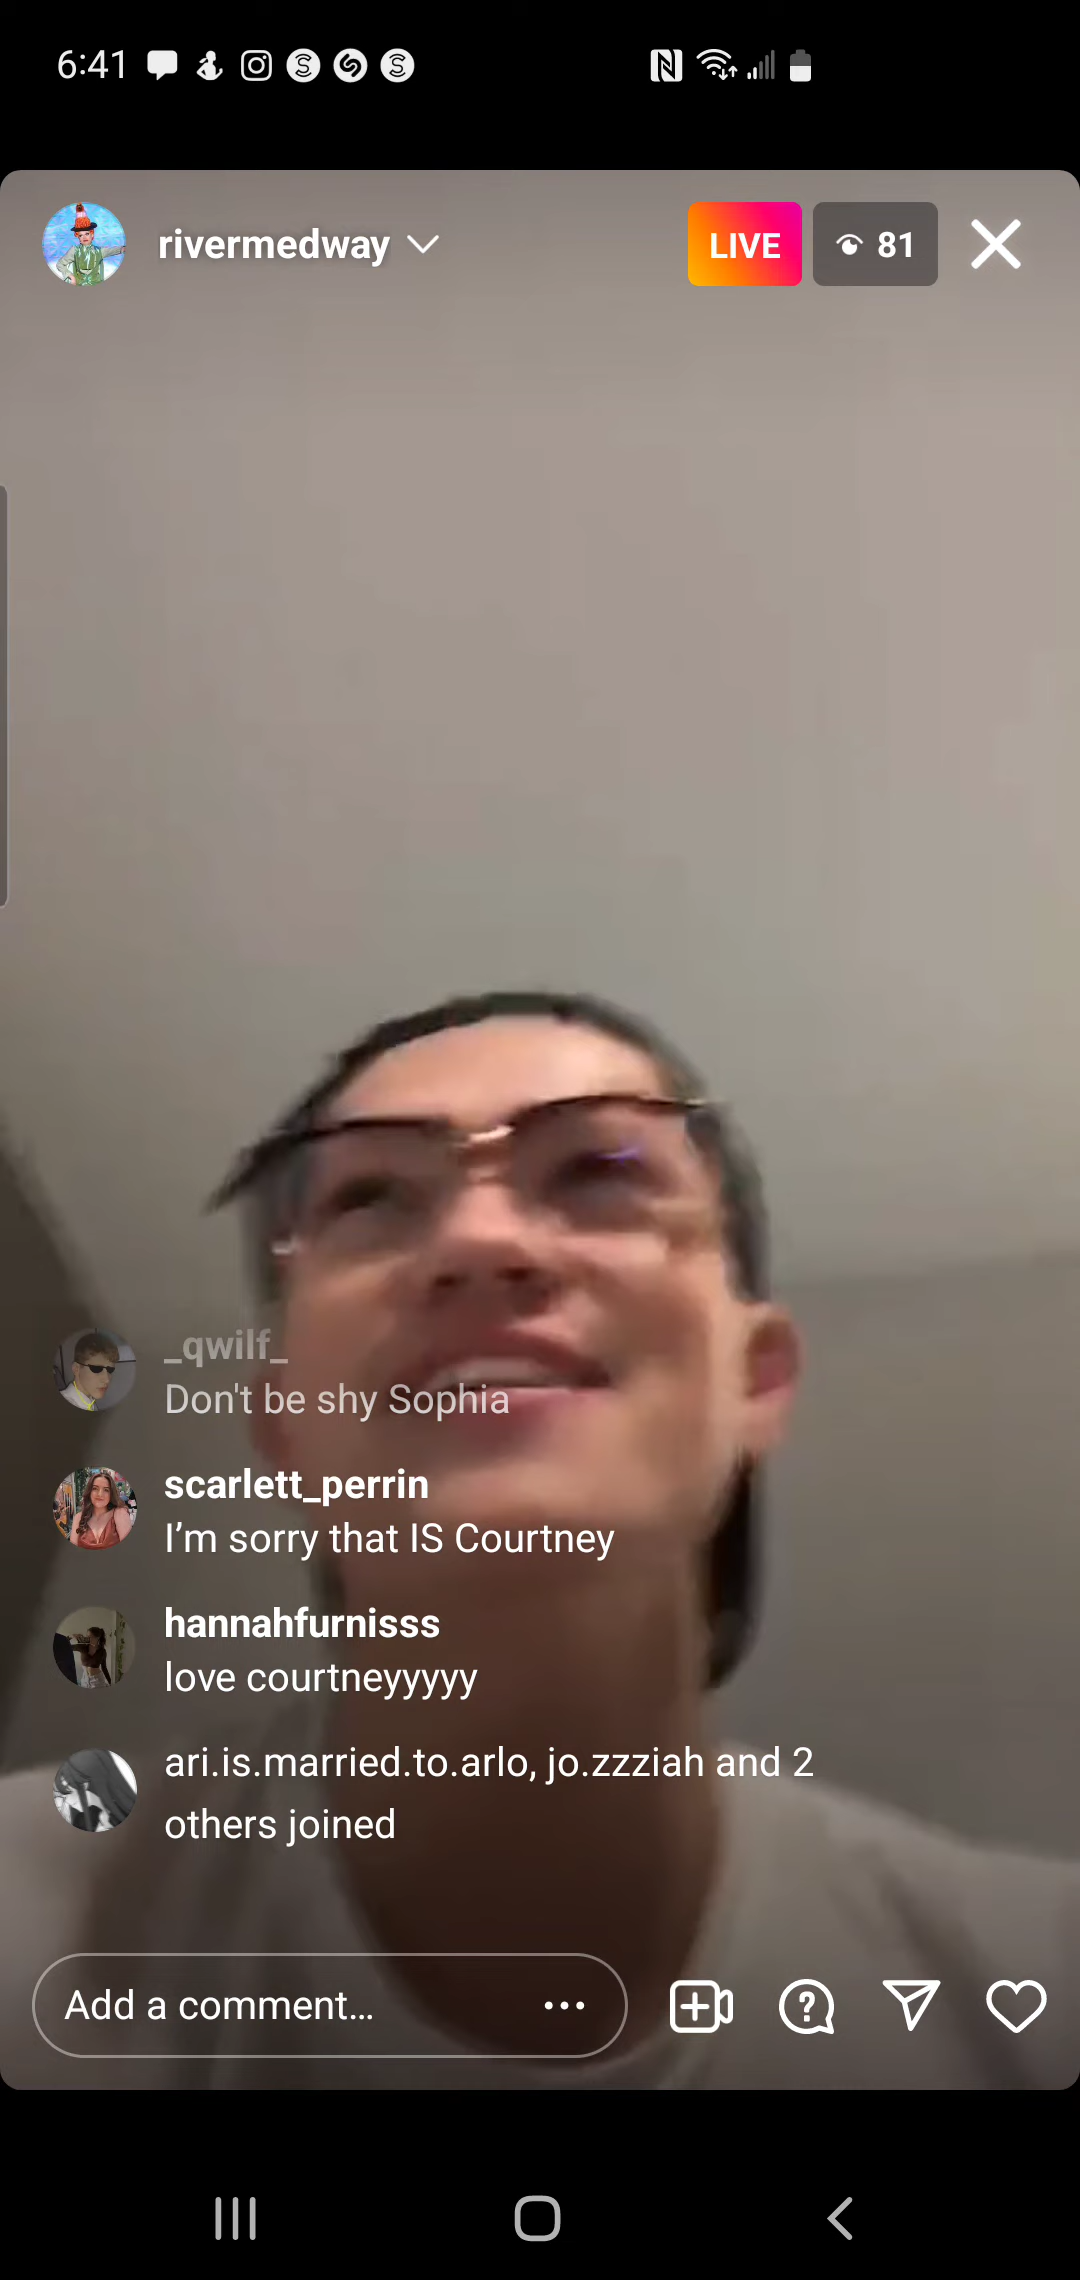 6:41
rivermedway
LIVE
81
_qwilf_
Don't be shy Sophia
scarlett_perrin
I’m sorry that IS Courtney
hannahfurnisss
love courtneyyyyy
ari.is.married.to.arlo, jo.zzziah and 2
others joined
Add a comment...